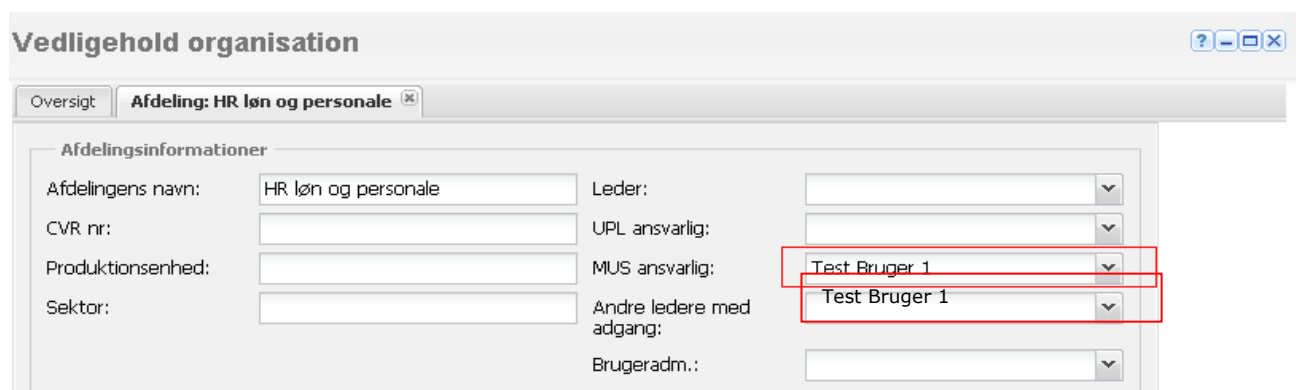 Vedligehold organisation
Oversigt
Afdeling: HR løn og personale
Afdelingsinformationer
Afdelingens navn:
HR løn og personale
CVR nr:
Produktionsenhed:
Sektor:
Leder:
UPL ansvarlig:
MUS ansvarlig:
Test Bruger 1
Andre ledere med
adgang:
Test Bruger 1
Brugeradm.: